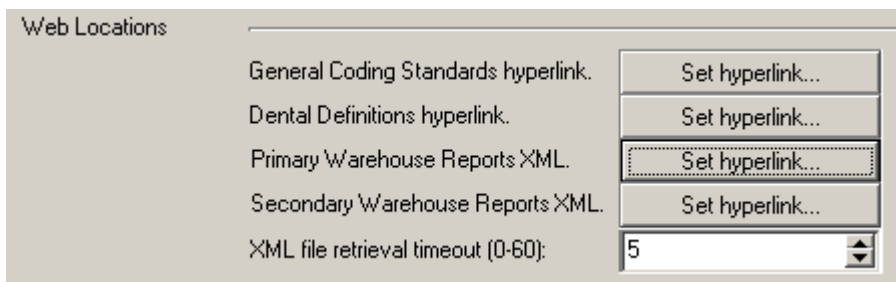 Web Locations
General Coding Standards hyperlink. Set hyperlink...
Dental Definitions hyperlink. Set hyperlink...
Primary Warehouse Reports XML. Set hyperlink...
Secondary Warehouse Reports XML. Set hyperlink...
XML file retrieval timeout (0-60): 5